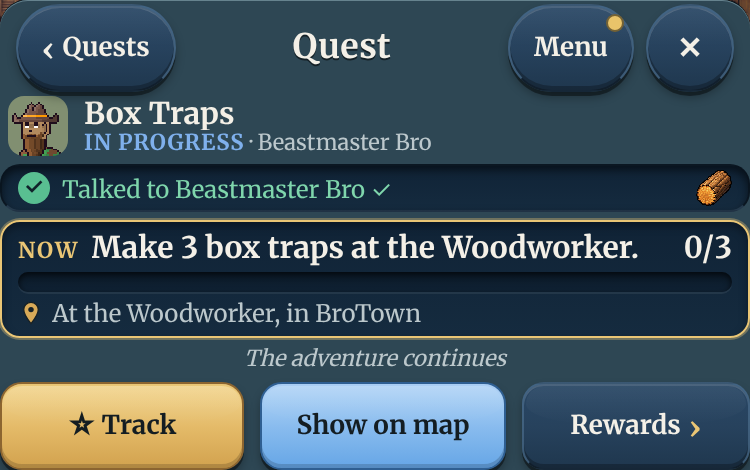 ‹ Quests
Quest
Menu
✕
Box Traps
IN PROGRESS · Beastmaster Bro
Talked to Beastmaster Bro ✓
NOW Make 3 box traps at the Woodworker. 0/3
At the Woodworker, in BroTown
The adventure continues
☆ Track
Show on map
Rewards ›